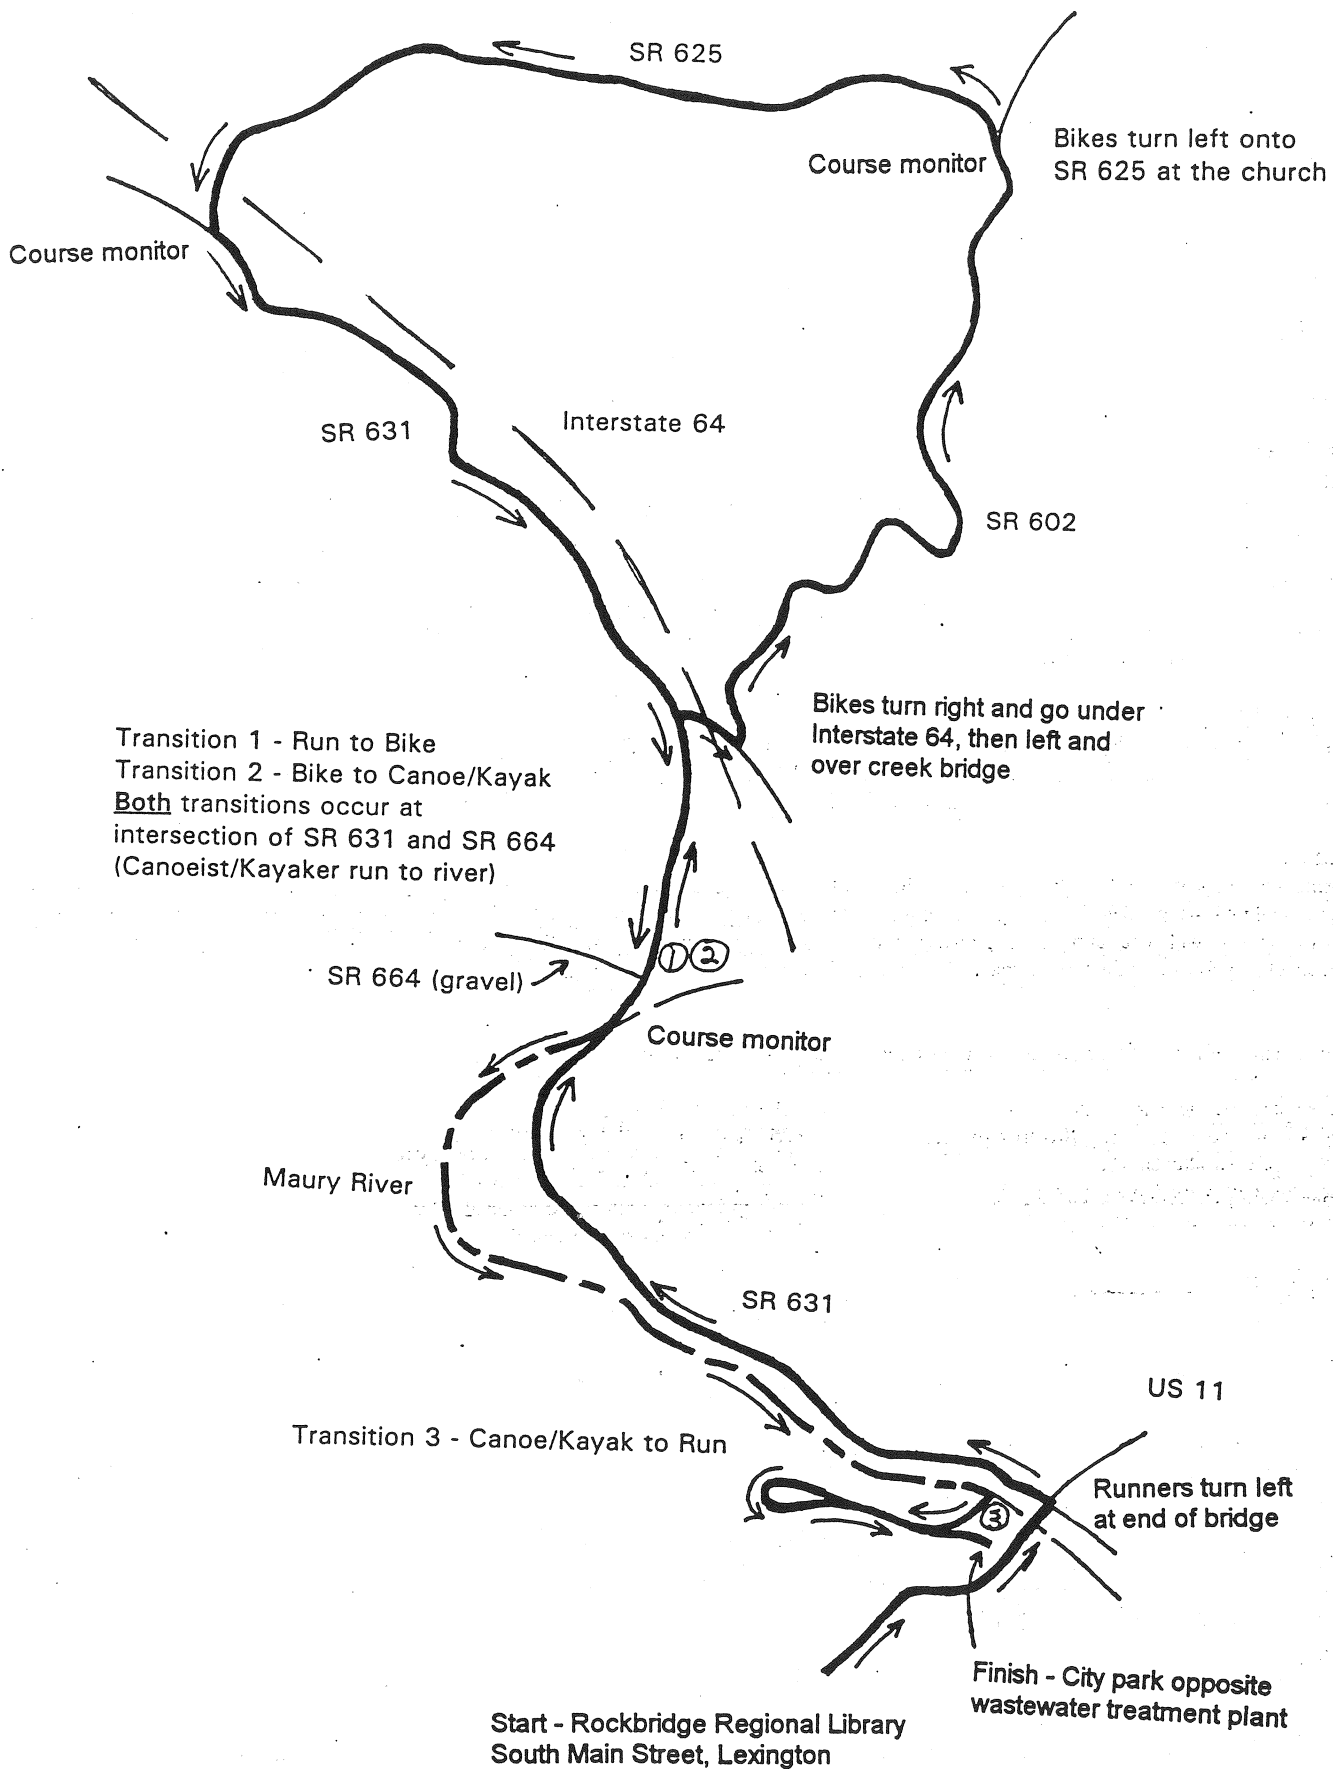 SR 625
Bikes turn left onto
SR 625 at the church
Course monitor
Course monitor
SR 631
Interstate 64
SR 602
Bikes turn right and go under
Interstate 64, then left and
over creek bridge
Transition 1 - Run to Bike
Transition 2 - Bike to Canoe/Kayak
Both transitions occur at
intersection of SR 631 and SR 664
(Canoeist/Kayaker run to river)
1 2
SR 664 (gravel)
Course monitor
Maury River
SR 631
US 11
Transition 3 - Canoe/Kayak to Run
Runners turn left
at end of bridge
3
Finish - City park opposite
wastewater treatment plant
Start - Rockbridge Regional Library
South Main Street, Lexington